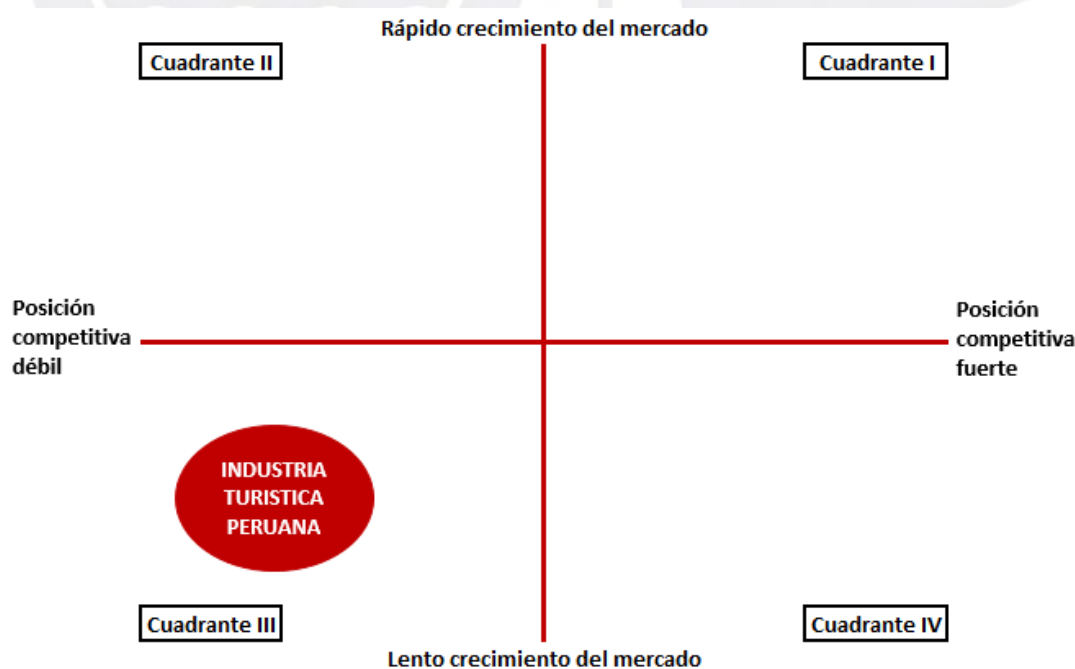 Rápido crecimiento del mercado
Cuadrante II
Cuadrante I
Posición
competitiva
débil
Posición
competitiva
fuerte
INDUSTRIA
TURISTICA
PERUANA
Cuadrante III
Cuadrante IV
Lento crecimiento del mercado